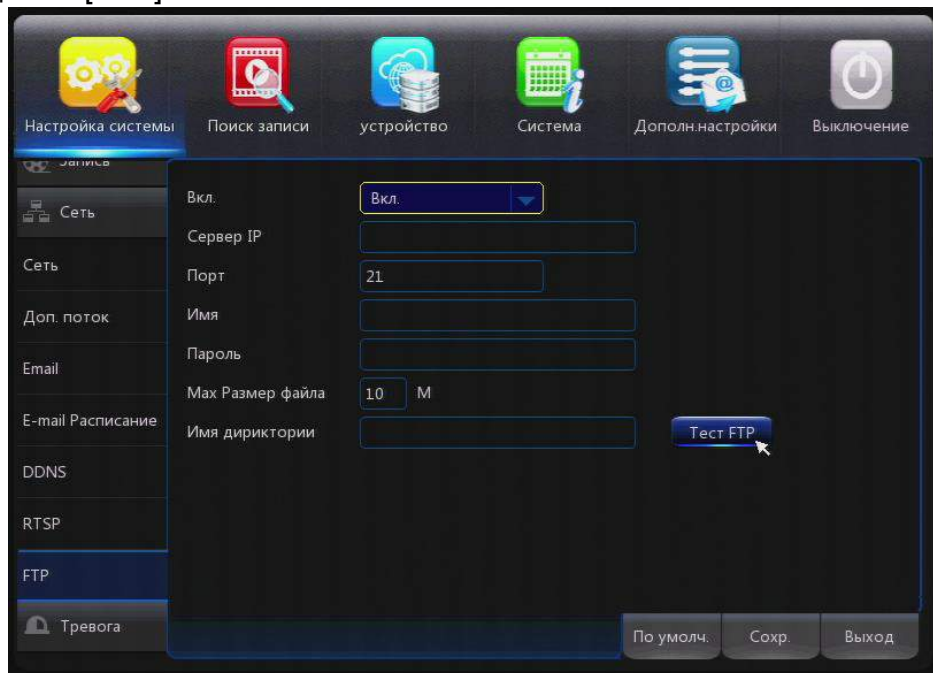 Настройка системы
Поиск записи
устройство
Система
Дополн.настройки
Выключение
Запись
Сеть
Сеть
Доп. поток
Email
E-mail Расписание
DDNS
RTSP
FTP
Тревога
Вкл. Вкл.
Сервер IP
Порт 21
Имя
Пароль
Max Размер файла 10 M
Имя дириктории
Тест FTP
По умолч. Сохр. Выход